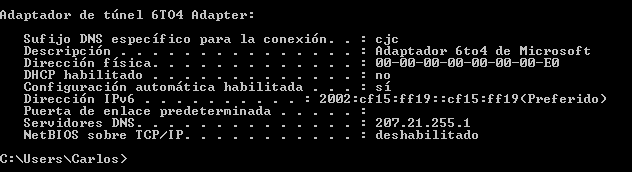 Adaptador de túnel 6TO4 Adapter:
Sufijo DNS específico para la conexión. . : cjc
Descripción . . . . . . . . . . . . . . . : Adaptador 6to4 de Microsoft
Dirección física. . . . . . . . . . . . . : 00-00-00-00-00-00-00-E0
DHCP habilitado . . . . . . . . . . . . . : no
Configuración automática habilitada . . . : sí
Dirección IPv6 . . . . . . . . . . : 2002:cf15:ff19::cf15:ff19(Preferido)
Puerta de enlace predeterminada . . . . . :
Servidores DNS. . . . . . . . . . . . . . : 207.21.255.1
NetBIOS sobre TCP/IP. . . . . . . . . . . : deshabilitado
C:\Users\Carlos>